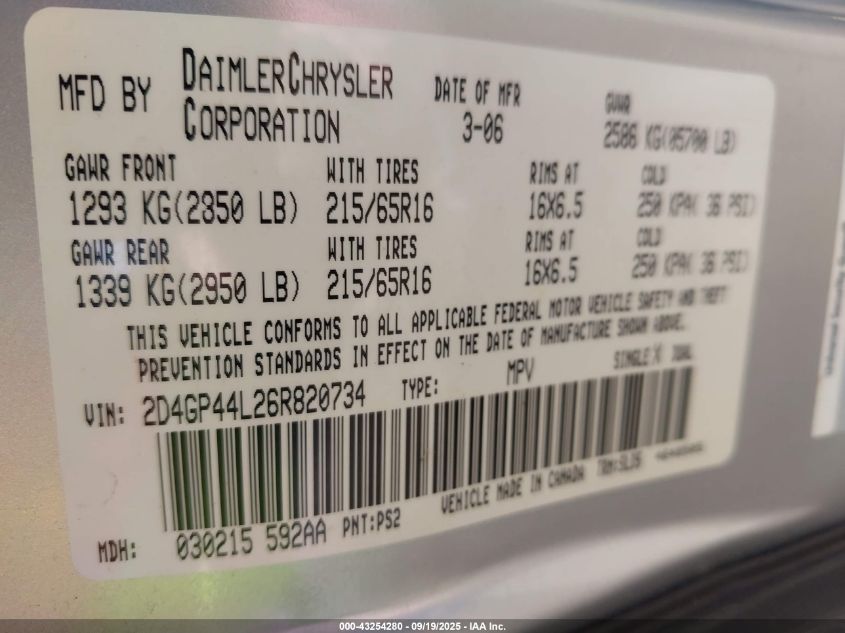 MFD BY DAIMLERCHRYSLER CORPORATION DATE OF MFR 3-06 GVWR 2586 KG(05700 LB)
GAWR FRONT WITH TIRES RIMS AT COLD
1293 KG(2850 LB) 215/65R16 16X6.5 250 KPA( 36 PSI)
GAWR REAR WITH TIRES RIMS AT COLD
1339 KG(2950 LB) 215/65R16 16X6.5 250 KPA( 36 PSI)
THIS VEHICLE CONFORMS TO ALL APPLICABLE FEDERAL MOTOR VEHICLE SAFETY AND THEFT
PREVENTION STANDARDS IN EFFECT ON THE DATE OF MANUFACTURE SHOWN ABOVE.
VIN: 2D4GP44L26R820734 TYPE: MPV SINGLE X DUAL
MDH: 030215 592AA PNT:PS2 VEHICLE MADE IN CANADA
000-43254280 - 09/19/2025 - IAA Inc.